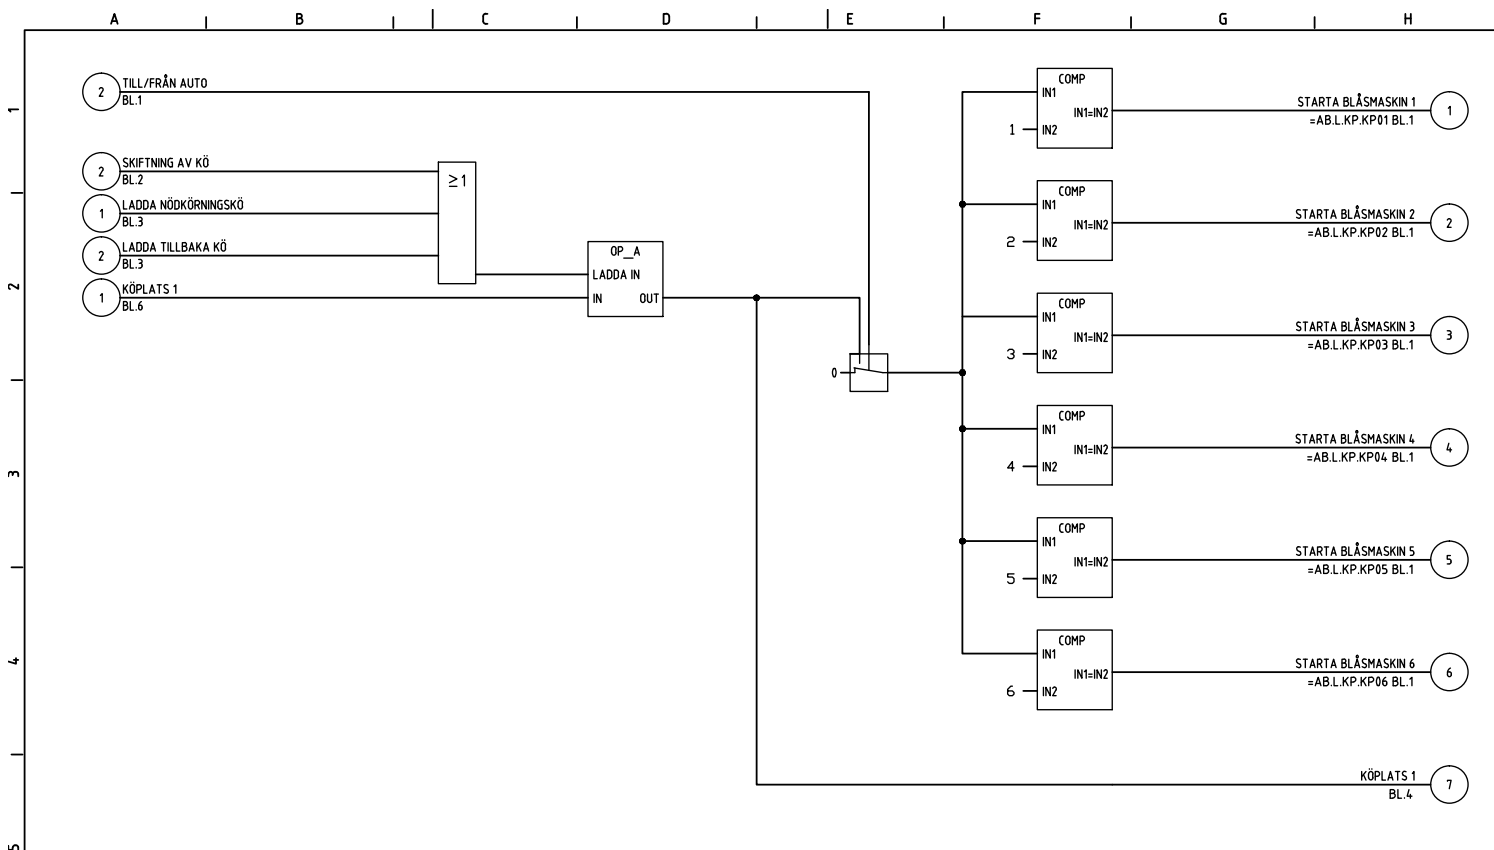 A B C D E F G H
1
2
3
4
5
2 TILL/FRÅN AUTO
BL.1
2 SKIFTNING AV KÖ
BL.2
1 LADDA NÖDKÖRNINGSKÖ
BL.3
2 LADDA TILLBAKA KÖ
BL.3
1 KÖPLATS 1
BL.6
≥1
OP_A
LADDA IN
IN OUT
0
COMP
IN1
IN1=IN2
1 IN2
STARTA BLÅSMASKIN 1
=AB.L.KP.KP01 BL.1
1
COMP
IN1
IN1=IN2
2 IN2
STARTA BLÅSMASKIN 2
=AB.L.KP.KP02 BL.1
2
COMP
IN1
IN1=IN2
3 IN2
STARTA BLÅSMASKIN 3
=AB.L.KP.KP03 BL.1
3
COMP
IN1
IN1=IN2
4 IN2
STARTA BLÅSMASKIN 4
=AB.L.KP.KP04 BL.1
4
COMP
IN1
IN1=IN2
5 IN2
STARTA BLÅSMASKIN 5
=AB.L.KP.KP05 BL.1
5
COMP
IN1
IN1=IN2
6 IN2
STARTA BLÅSMASKIN 6
=AB.L.KP.KP06 BL.1
6
KÖPLATS 1
BL.4
7